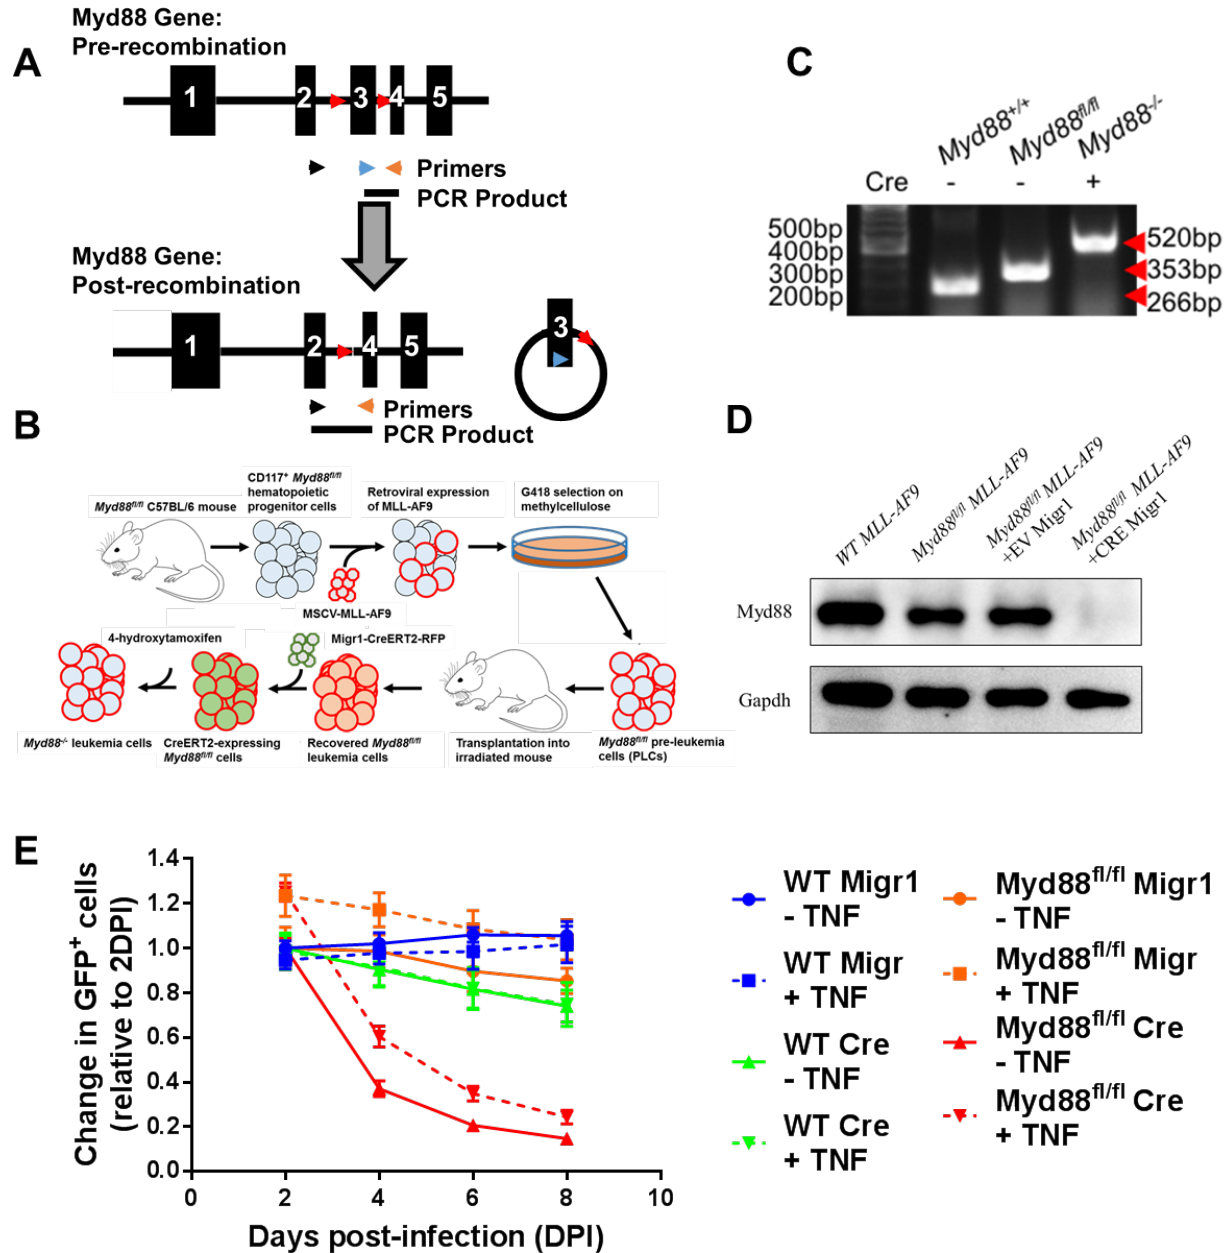 A
Myd88 Gene:
Pre-recombination
1
2
3
4
5
Primers
PCR Product
Myd88 Gene:
Post-recombination
1
2
4
5
3
Primers
PCR Product
B
Myd88fl/fl C57BL/6 mouse
CD117+ Myd88fl/fl
hematopoietic
progenitor cells
Retroviral expression
of MLL-AF9
G418 selection on
methylcellulose
MSCV-MLL-AF9
4-hydroxytamoxifen
Migr1-CreERT2-RFP
Myd88-/- leukemia cells
CreERT2-expressing
Myd88fl/fl cells
Recovered Myd88fl/fl
leukemia cells
Transplantation into
irradiated mouse
Myd88fl/fl pre-leukemia
cells (PLCs)
C
Myd88+/+
Myd88fl/fl
Myd88-/-
Cre - - +
500bp
400bp
300bp
200bp
520bp
353bp
266bp
D
WT MLL-AF9
Myd88fl/fl MLL-AF9
Myd88fl/fl MLL-AF9
+EV Migr1
Myd88fl/fl MLL-AF9
+CRE Migr1
Myd88
Gapdh
E
Change in GFP+ cells
(relative to 2DPI)
1.4
1.2
1.0
0.8
0.6
0.4
0.2
0.0
0 2 4 6 8 10
Days post-infection (DPI)
WT Migr1
- TNF
WT Migr
+ TNF
WT Cre
- TNF
WT Cre
+ TNF
Myd88fl/fl Migr1
- TNF
Myd88fl/fl Migr
+ TNF
Myd88fl/fl Cre
- TNF
Myd88fl/fl Cre
+ TNF